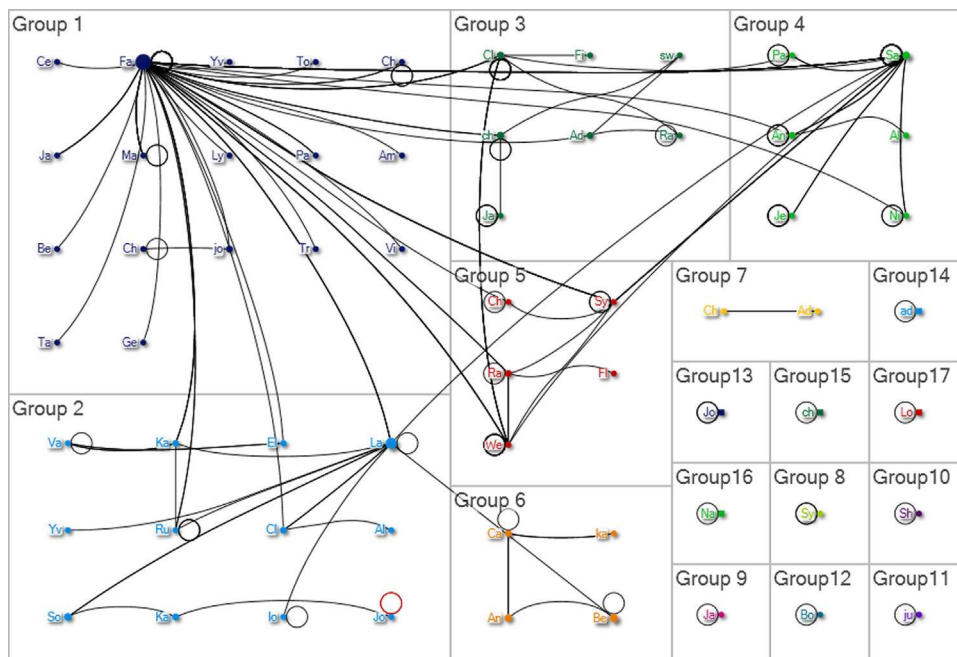 Group 1
Ce Fa Yv To Ch
Ja Ma Ly Pa Am
Be Ch jo Tr Vi
Ta Ge
Group 2
Va Ka El La
Yv Ru Cl Al
So Ka Io Jo
Group 3
Cl Fi sw
ch Ad Ra
Ja
Group 4
Pa Sa
An Al
Je Ni
Group 5
Ch Sy
Ra Fl
We
Group 6
Ca ka
An Be
Group 7
Ch Ad
Group14
ad
Group13
Jo
Group15
ch
Group17
Lo
Group16
Na
Group 8
Sy
Group10
Sh
Group 9
Ja
Group12
Bo
Group11
ju